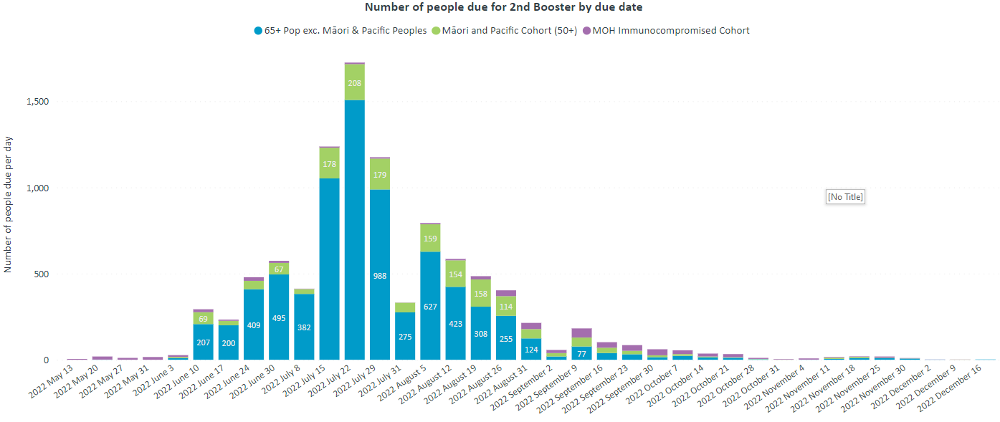 Number of people due for 2nd Booster by due date
65+ Pop exc. Māori & Pacific Peoples Māori and Pacific Cohort (50+) MOH Immunocompromised Cohort
Number of people due per day
1,500
1,000
500
0
208
178
179
988
[No Title]
159
627
67
495
154
423
409
382
158
308
114
255
69
207
200
275
124
77
2022 May 13
2022 May 20
2022 May 27
2022 May 31
2022 June 3
2022 June 10
2022 June 17
2022 June 24
2022 June 30
2022 July 8
2022 July 15
2022 July 22
2022 July 29
2022 July 31
2022 August 5
2022 August 12
2022 August 19
2022 August 26
2022 August 31
2022 September 2
2022 September 9
2022 September 16
2022 September 23
2022 September 30
2022 October 7
2022 October 14
2022 October 21
2022 October 28
2022 October 31
2022 November 4
2022 November 11
2022 November 18
2022 November 25
2022 November 30
2022 December 2
2022 December 9
2022 December 16